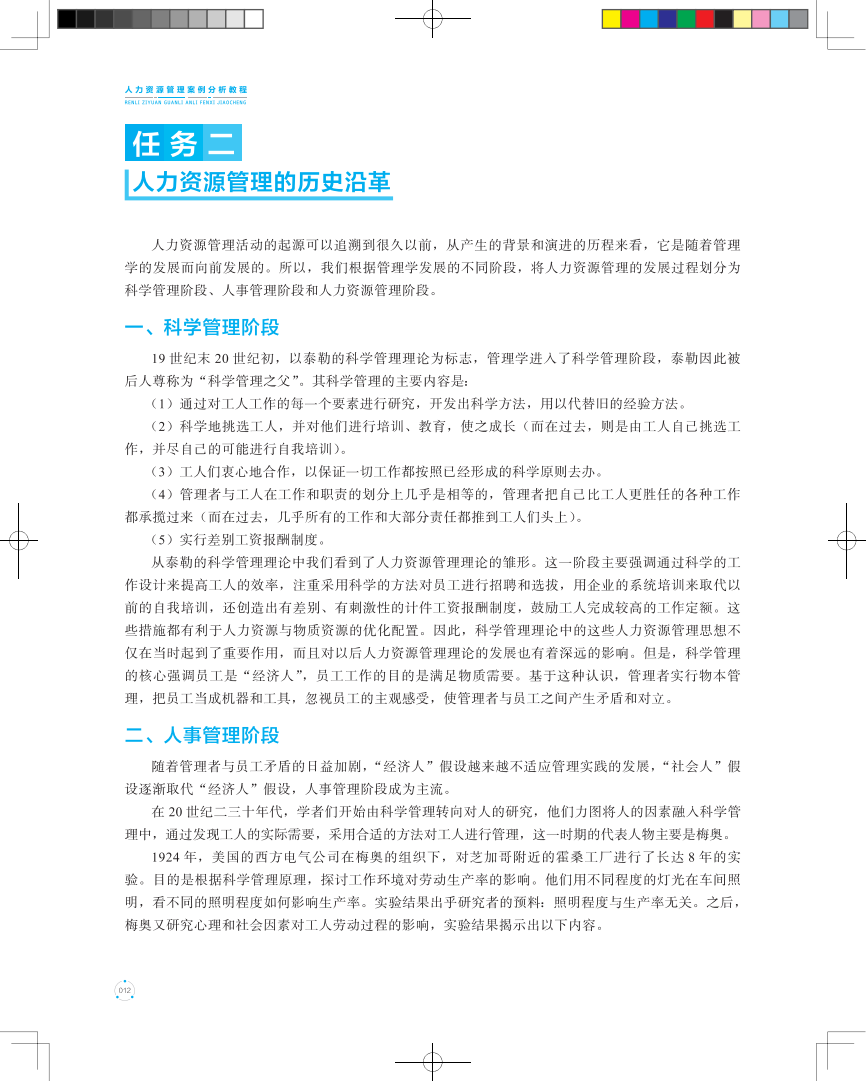 人力资源管理案例分析教程
RENLI ZIYUAN GUANLI ANLI FENXI JIAOCHENG
任务二
人力资源管理的历史沿革
人力资源管理活动的起源可以追溯到很久以前，从产生的背景和演进的历程来看，它是随着管理
学的发展而向前发展的。所以，我们根据管理学发展的不同阶段，将人力资源管理的发展过程划分为
科学管理阶段、人事管理阶段和人力资源管理阶段。
一、科学管理阶段
19 世纪末 20 世纪初，以泰勒的科学管理理论为标志，管理学进入了科学管理阶段，泰勒因此被
后人尊称为“科学管理之父”。其科学管理的主要内容是：
（1）通过对工人工作的每一个要素进行研究，开发出科学方法，用以代替旧的经验方法。
（2）科学地挑选工人，并对他们进行培训、教育，使之成长（而在过去，则是由工人自己挑选工
作，并尽自己的可能进行自我培训）。
（3）工人们衷心地合作，以保证一切工作都按照已经形成的科学原则去办。
（4）管理者与工人在工作和职责的划分上几乎是相等的，管理者把自己比工人更胜任的各种工作
都承揽过来（而在过去，几乎所有的工作和大部分责任都推到工人们头上）。
（5）实行差别工资报酬制度。
从泰勒的科学管理理论中我们看到了人力资源管理理论的雏形。这一阶段主要强调通过科学的工
作设计来提高工人的效率，注重采用科学的方法对员工进行招聘和选拔，用企业的系统培训来取代以
前的自我培训，还创造出有差别、有刺激性的计件工资报酬制度，鼓励工人完成较高的工作定额。这
些措施都有利于人力资源与物质资源的优化配置。因此，科学管理理论中的这些人力资源管理思想不
仅在当时起到了重要作用，而且对以后人力资源管理理论的发展也有着深远的影响。但是，科学管理
的核心强调员工是“经济人”，员工工作的目的是满足物质需要。基于这种认识，管理者实行物本管
理，把员工当成机器和工具，忽视员工的主观感受，使管理者与员工之间产生矛盾和对立。
二、人事管理阶段
随着管理者与员工矛盾的日益加剧，“经济人”假设越来越不适应管理实践的发展，“社会人”假
设逐渐取代“经济人”假设，人事管理阶段成为主流。
在 20 世纪二三十年代，学者们开始由科学管理转向对人的研究，他们力图将人的因素融入科学管
理中，通过发现工人的实际需要，采用合适的方法对工人进行管理，这一时期的代表人物主要是梅奥。
1924 年，美国的西方电气公司在梅奥的组织下，对芝加哥附近的霍桑工厂进行了长达 8 年的实
验。目的是根据科学管理原理，探讨工作环境对劳动生产率的影响。他们用不同程度的灯光在车间照
明，看不同的照明程度如何影响生产率。实验结果出乎研究者的预料：照明程度与生产率无关。之后，
梅奥又研究心理和社会因素对工人劳动过程的影响，实验结果揭示出以下内容。
012